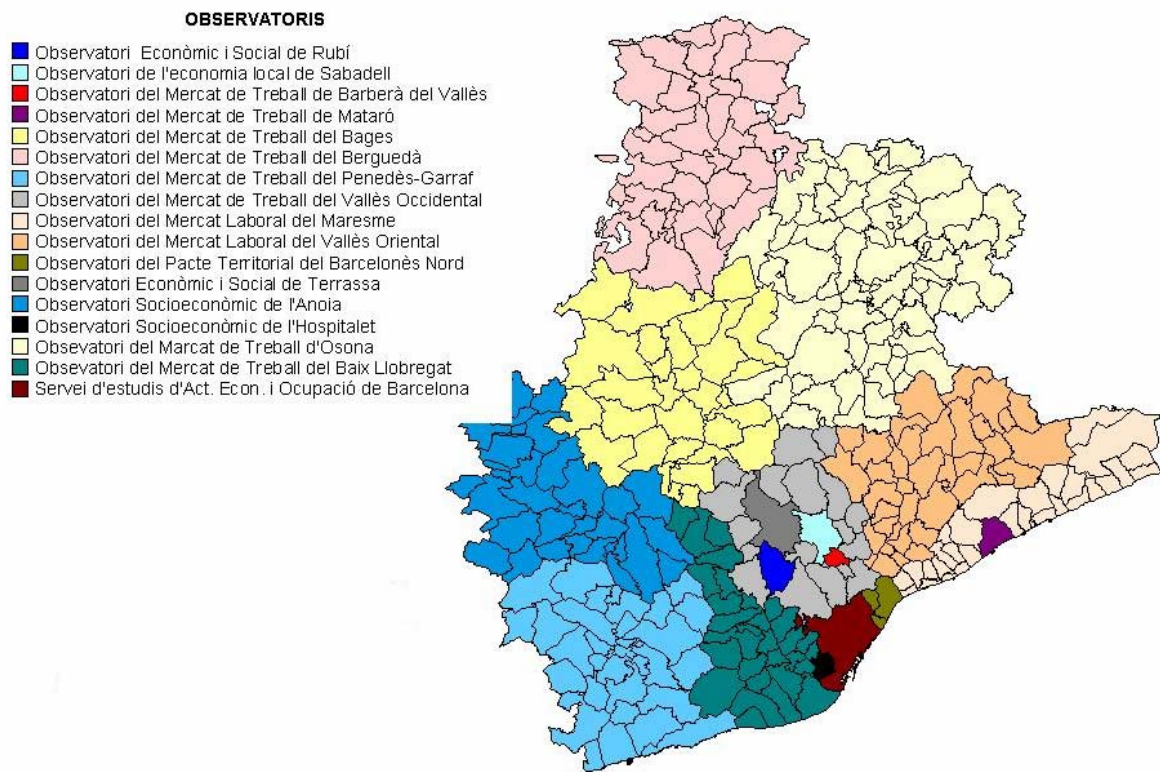 OBSERVATORIS
Observatori Econòmic i Social de Rubí
Observatori de l'economia local de Sabadell
Observatori del Mercat de Treball de Barberà del Vallès
Observatori del Mercat de Treball de Mataró
Observatori del Mercat de Treball del Bages
Observatori del Mercat de Treball del Berguedà
Observatori del Mercat de Treball del Penedès-Garraf
Observatori del Mercat de Treball del Vallès Occidental
Observatori del Mercat Laboral del Maresme
Observatori del Mercat Laboral del Vallès Oriental
Observatori del Pacte Territorial del Barcelonès Nord
Observatori Econòmic i Social de Terrassa
Observatori Socioeconòmic de l'Anoia
Observatori Socioeconòmic de l'Hospitalet
Obsevatori del Marcat de Treball d'Osona
Obsevatori del Mercat de Treball del Baix Llobregat
Servei d'estudis d'Act. Econ. i Ocupació de Barcelona